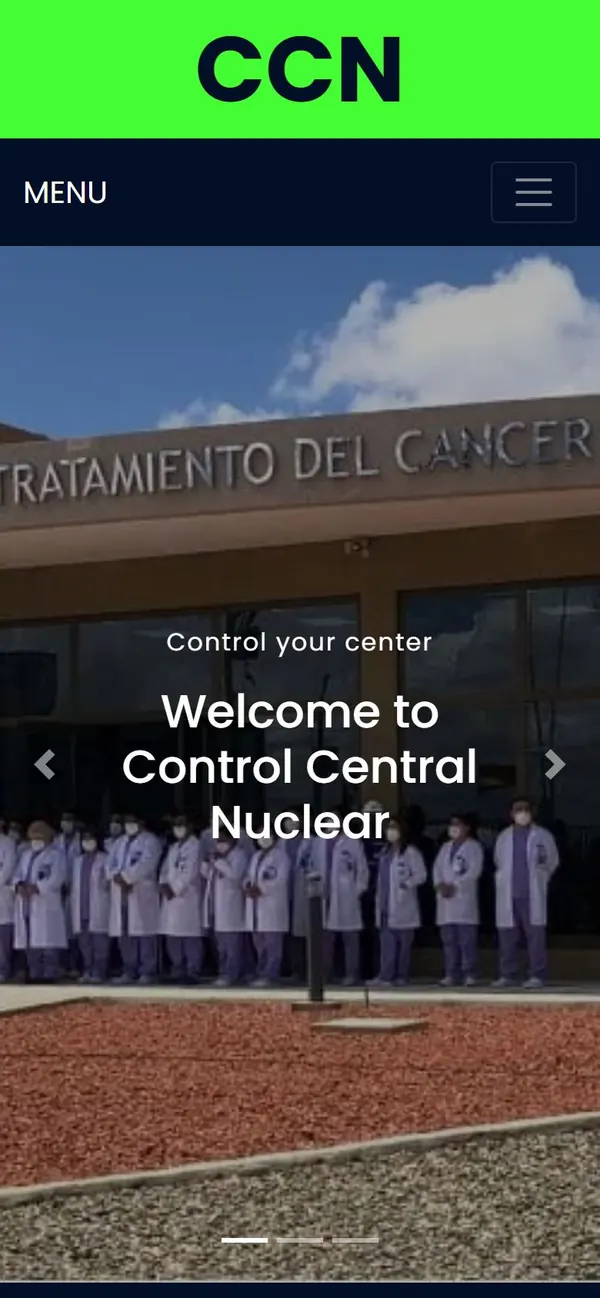 CCN
MENU
TRATAMIENTO DEL CANCER
Control your center
Welcome to
Control Central
Nuclear